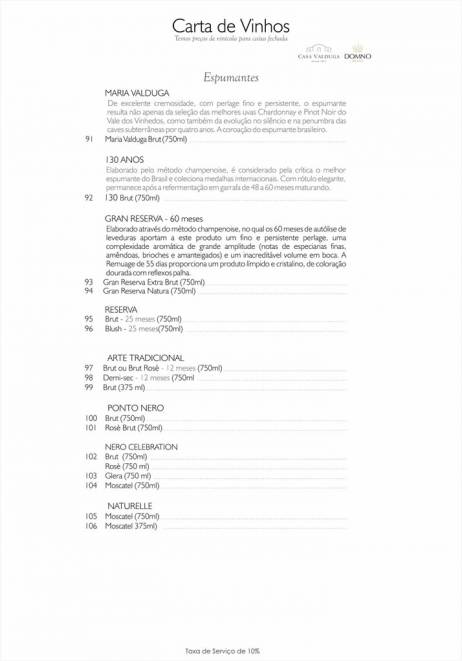 Carta de Vinhos
Temos preços de vinícola para caixa fechada
CASA VALDUGA DOMNO
Espumantes
MARIA VALDUGA
De excelente cremosidade, com perlage fino e persistente, o espumante
resulta não apenas da seleção das melhores uvas Chardonnay e Pinot Noir do
Vale dos Vinhedos, como também da evolução no silêncio e na penumbra das
caves subterrâneas por quatro anos. A coroação do espumante brasileiro.
91 Maria Valduga Brut (750ml)
130 ANOS
Elaborado pelo método champenoise, é considerado pela crítica o melhor
espumante do Brasil e coleciona medalhas internacionais. Com rótulo elegante,
permanece após a refermentação em garrafa de 48 a 60 meses maturando.
92 130 Brut (750ml)
GRAN RESERVA - 60 meses
Elaborado através do método champenoise, no qual os 60 meses de autólise de
leveduras aportam a este produto um fino e persistente perlage, uma
complexidade aromática de grande amplitude (notas de especiarias finas,
amêndoas, brioches e amanteigados) e um inacreditável volume em boca. A
Remuage de 55 dias proporciona um produto límpido e cristalino, de coloração
dourada com reflexos palha.
93 Gran Reserva Extra Brut (750ml)
94 Gran Reserva Natura (750ml)
RESERVA
95 Brut - 25 meses (750ml)
96 Blush - 25 meses(750ml)
ARTE TRADICIONAL
97 Brut ou Brut Rosê - 12 meses (750ml)
98 Demi-sec - 12 meses (750ml
99 Brut (375 ml)
PONTO NERO
100 Brut (750ml)
101 Rosè Brut (750ml)
NERO CELEBRATION
102 Brut (750ml)
Rosè (750 ml)
103 Glera (750 ml)
104 Moscatel (750ml)
NATURELLE
105 Moscatel (750ml)
106 Moscatel 375ml)
Taxa de Serviço de 10%